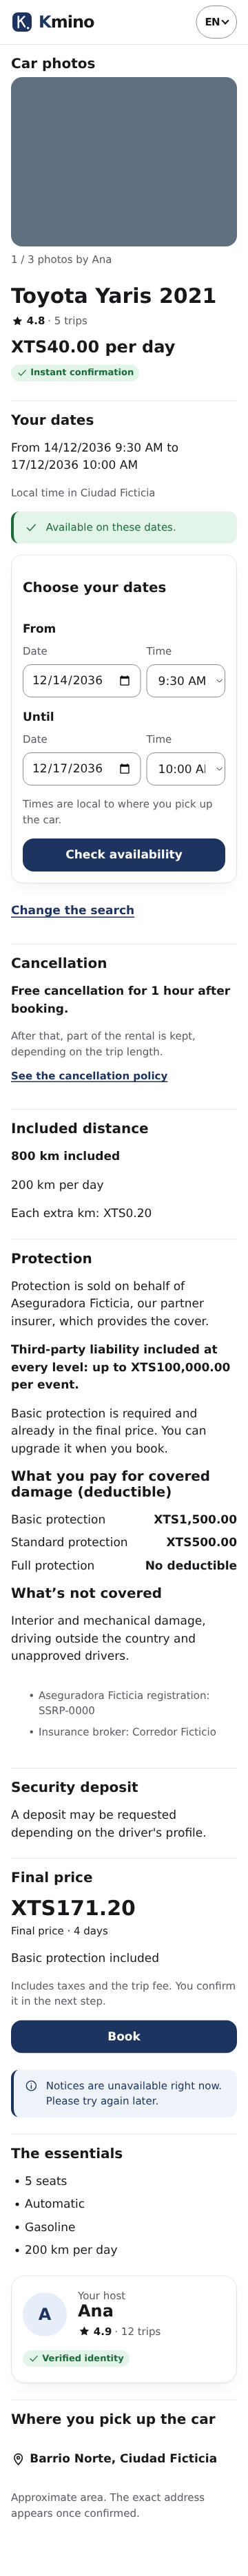 Kmino
EN
Car photos
1 / 3 photos by Ana
Toyota Yaris 2021
★ 4.8 · 5 trips
XTS40.00 per day
Instant confirmation
Your dates
From 14/12/2036 9:30 AM to
17/12/2036 10:00 AM
Local time in Ciudad Ficticia
Available on these dates.
Choose your dates
From
Date Time
12/14/2036 9:30 AM
Until
Date Time
12/17/2036 10:00
Times are local to where you pick up
the car.
Check availability
Change the search
Cancellation
Free cancellation for 1 hour after
booking.
After that, part of the rental is kept,
depending on the trip length.
See the cancellation policy
Included distance
800 km included
200 km per day
Each extra km: XTS0.20
Protection
Protection is sold on behalf of
Aseguradora Ficticia, our partner
insurer, which provides the cover.
Third-party liability included at
every level: up to XTS100,000.00
per event.
Basic protection is required and
already in the final price. You can
upgrade it when you book.
What you pay for covered
damage (deductible)
Basic protection XTS1,500.00
Standard protection XTS500.00
Full protection No deductible
What's not covered
Interior and mechanical damage,
driving outside the country and
unapproved drivers.
• Aseguradora Ficticia registration:
SSRP-0000
• Insurance broker: Corredor Ficticio
Security deposit
A deposit may be requested
depending on the driver's profile.
Final price
XTS171.20
Final price · 4 days
Basic protection included
Includes taxes and the trip fee. You confirm
it in the next step.
Book
Notices are unavailable right now.
Please try again later.
The essentials
• 5 seats
• Automatic
• Gasoline
• 200 km per day
A
Your host
Ana
★ 4.9 · 12 trips
Verified identity
Where you pick up the car
Barrio Norte, Ciudad Ficticia
Approximate area. The exact address
appears once confirmed.